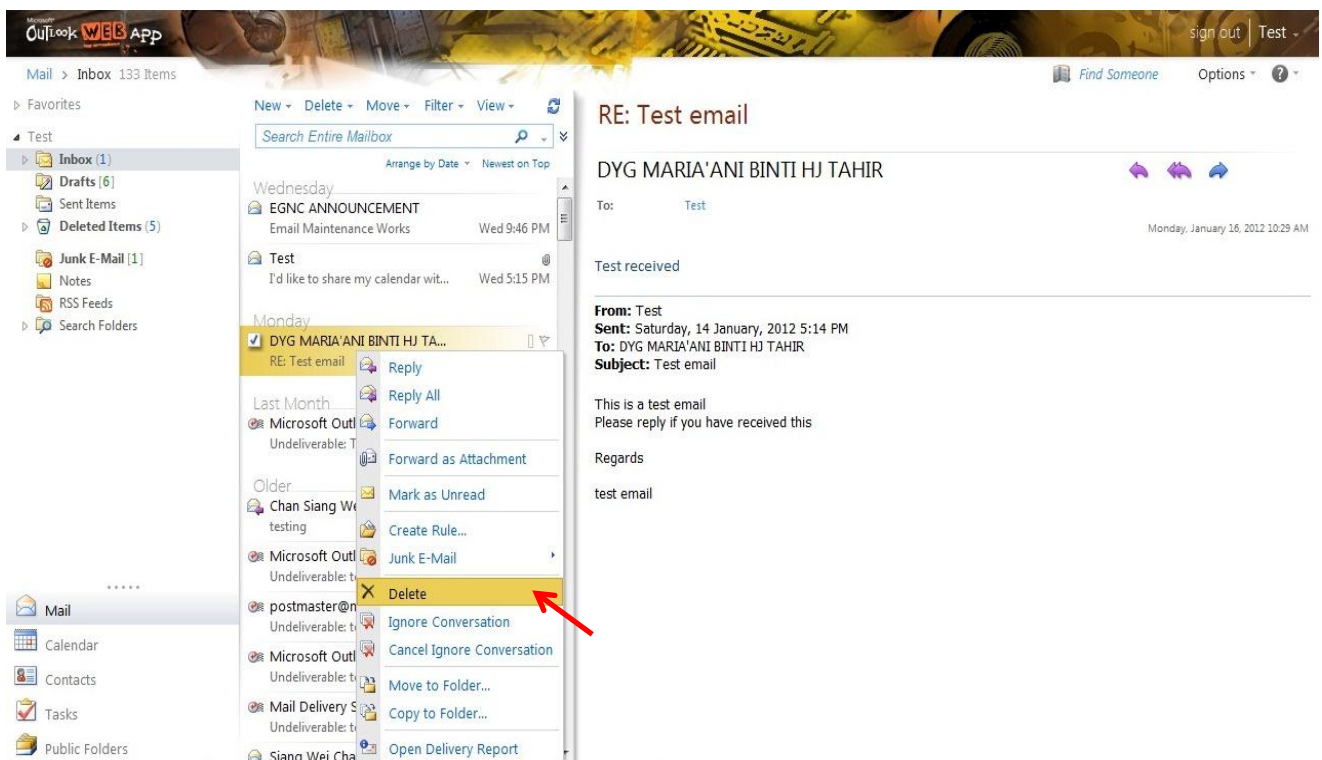 Microsoft
Outlook WEB APP
sign out | Test
Mail > Inbox 133 Items
Find Someone Options
Favorites
Test
Inbox (1)
Drafts [6]
Sent Items
Deleted Items (5)
Junk E-Mail [1]
Notes
RSS Feeds
Search Folders
Mail
Calendar
Contacts
Tasks
Public Folders
New Delete Move Filter View
Search Entire Mailbox
Arrange by Date Newest on Top
Wednesday
EGNC ANNOUNCEMENT
Email Maintenance Works Wed 9:46 PM
Test
I'd like to share my calendar wit... Wed 5:15 PM
Monday
DYG MARIA'ANI BINTI HJ TA...
RE: Test email
Last Month
Microsoft Outl
Undeliverable: T
Older
Chan Siang We
testing
Microsoft Outl
Undeliverable: t
postmaster@n
Undeliverable: t
Microsoft Outl
Undeliverable: t
Mail Delivery S
Undeliverable: t
Siang Wei Cha
Reply
Reply All
Forward
Forward as Attachment
Mark as Unread
Create Rule...
Junk E-Mail
Delete
Ignore Conversation
Cancel Ignore Conversation
Move to Folder...
Copy to Folder...
Open Delivery Report
RE: Test email
DYG MARIA'ANI BINTI HJ TAHIR
To: Test
Monday, January 16, 2012 10:29 AM
Test received
From: Test
Sent: Saturday, 14 January, 2012 5:14 PM
To: DYG MARIA'ANI BINTI HJ TAHIR
Subject: Test email
This is a test email
Please reply if you have received this
Regards
test email